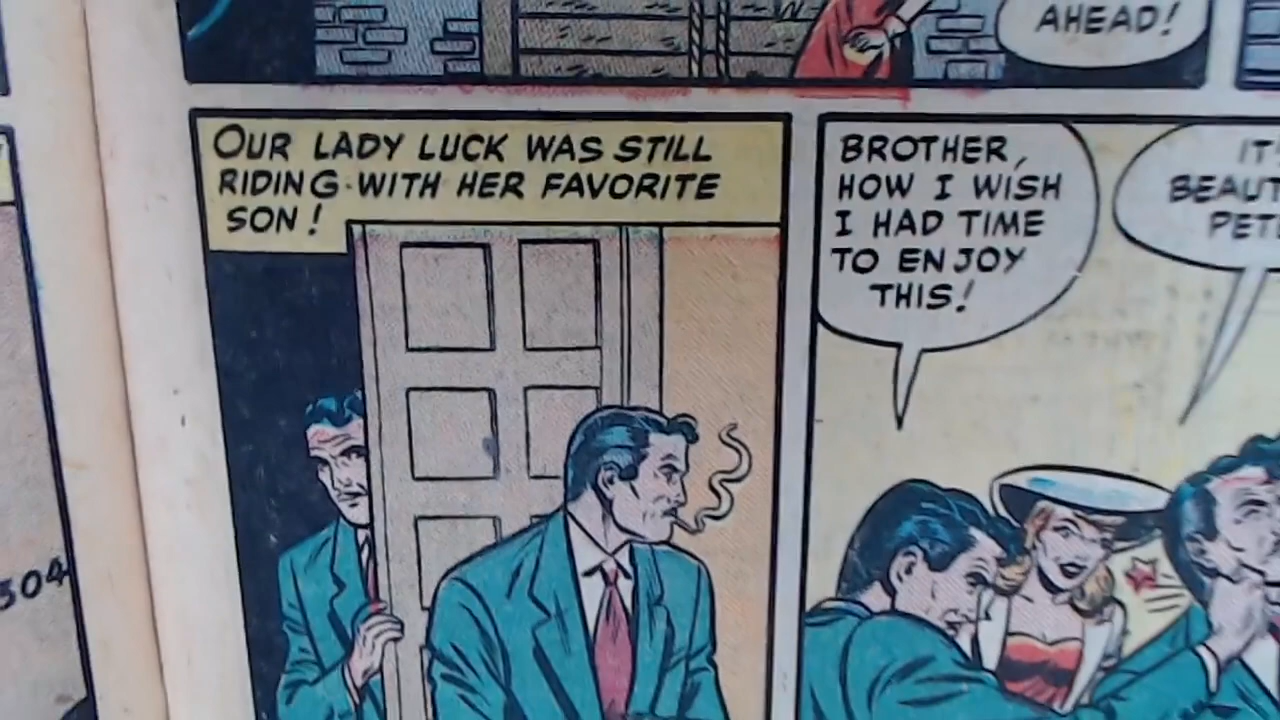 AHEAD!
OUR LADY LUCK WAS STILL
RIDING WITH HER FAVORITE
SON!
BROTHER,
HOW I WISH
I HAD TIME
TO ENJOY
THIS!
304